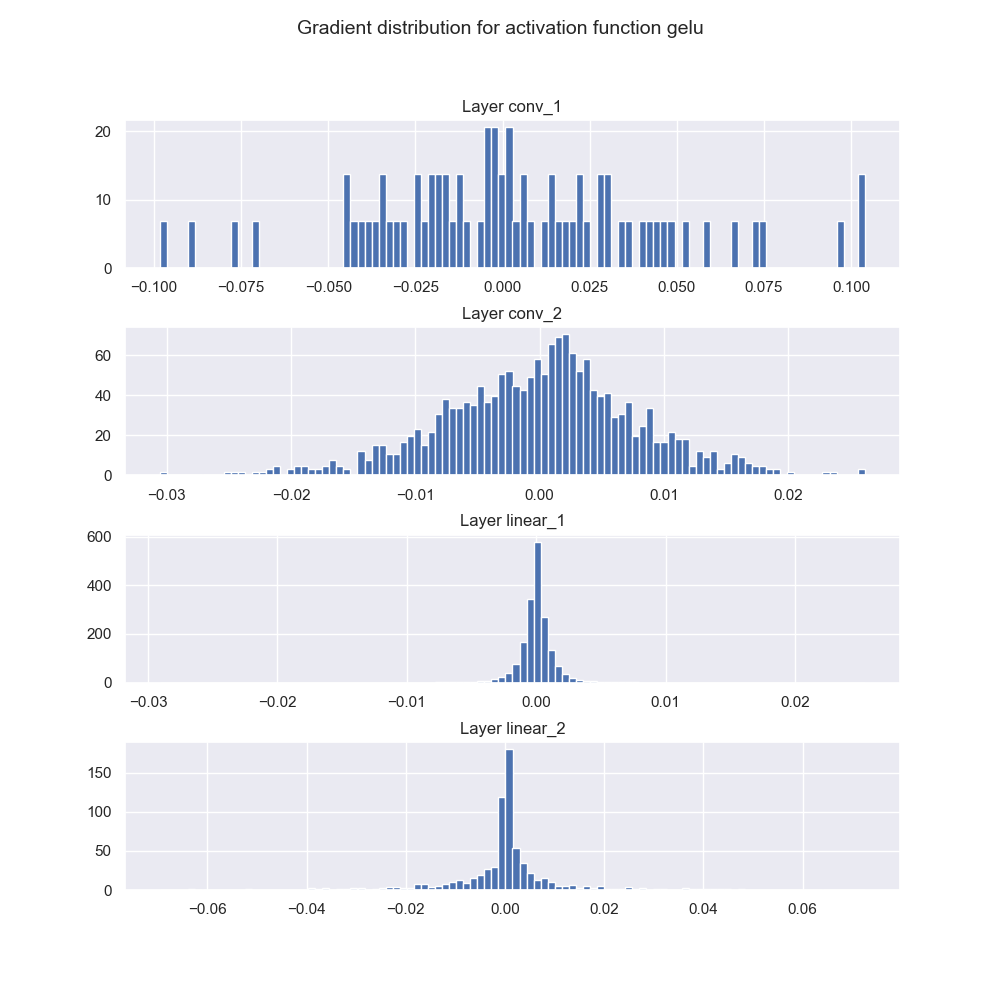 Gradient distribution for activation function gelu
Layer conv_1
20
10
0
−0.100 −0.075 −0.050 −0.025 0.000 0.025 0.050 0.075 0.100
Layer conv_2
60
40
20
0
−0.03 −0.02 −0.01 0.00 0.01 0.02
Layer linear_1
600
400
200
0
−0.03 −0.02 −0.01 0.00 0.01 0.02
Layer linear_2
150
100
50
0
−0.06 −0.04 −0.02 0.00 0.02 0.04 0.06